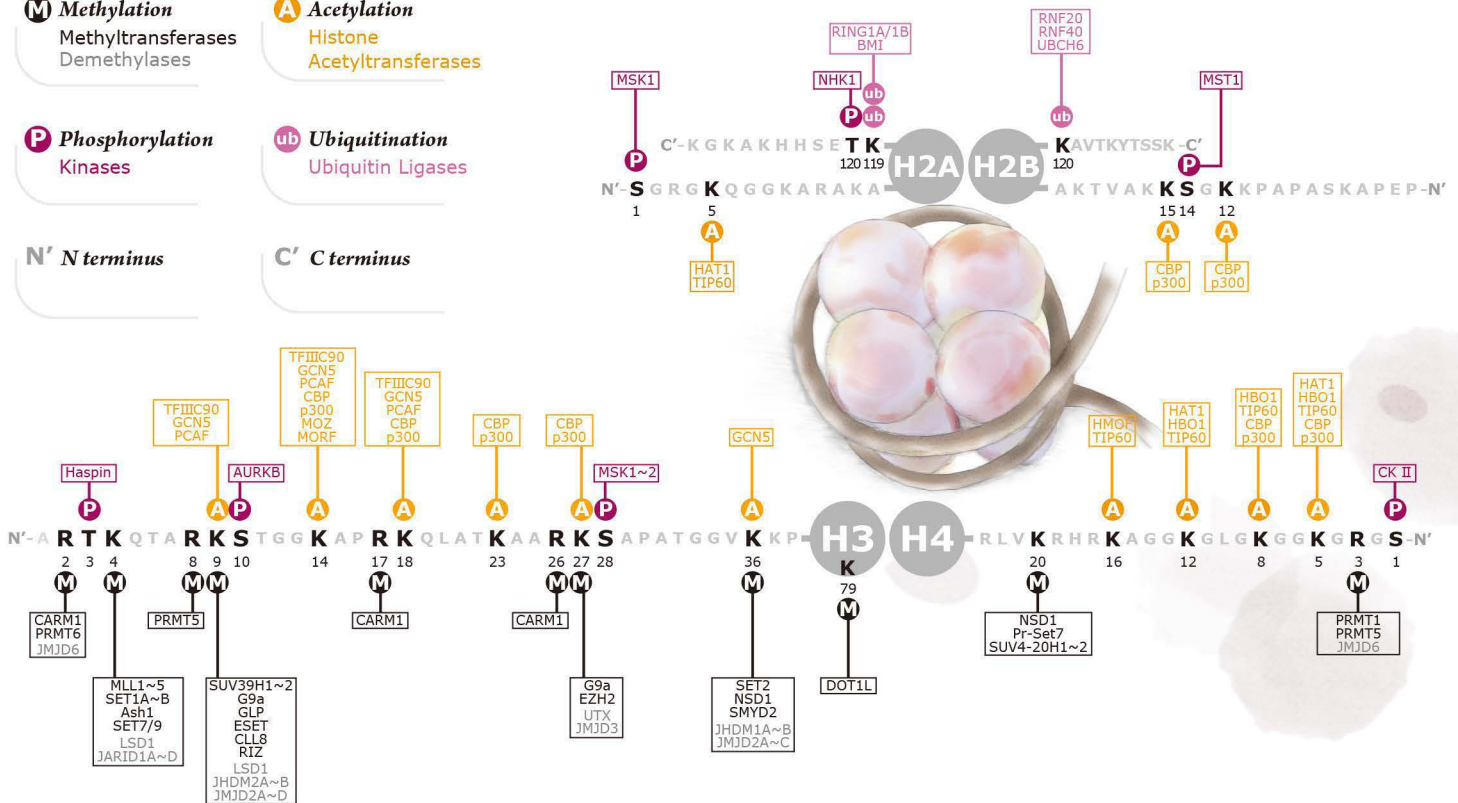 M Methylation
Methyltransferases
Demethylases
A Acetylation
Histone
Acetyltransferases
P Phosphorylation
Kinases
ub Ubiquitination
Ubiquitin Ligases
N' N terminus
C' C terminus
RING1A/1B
BMI
RNF20
RNF40
UBCH6
MSK1
NHK1
MST1
ub
P ub
ub
P
P
C'-KGKAKHHSETK
120 119
H2A
H2B
KAVTKYTSSK-C'
120
N'-SGRGKQGGKARAKA
AKTVAKKSGKKPAPASKAPEP-N'
1
5
15 14
12
A
A
A
HAT1
TIP60
CBP
p300
CBP
p300
TFIIIC90
GCN5
PCAF
TFIIIC90
GCN5
PCAF
CBP
p300
MOZ
MORF
TFIIIC90
GCN5
PCAF
CBP
p300
CBP
p300
CBP
p300
GCN5
HMOF
TIP60
HAT1
HBO1
TIP60
HBO1
TIP60
CBP
p300
HAT1
HBO1
TIP60
CBP
p300
Haspin
AURKB
MSK1~2
CK II
P A P A A A A P A A A A A P
N'-ARTKQTARKSTGGKAPRKQLATKAARKSAPATGGVKKP
H3
K
79
M
H4
RLVKRHRKAGGKGLGKGGKGRGS-N'
2 3 4 8 9 10 14 17 18 23 26 27 28 36
20 16 12 8 5 3 1
M M M M M M M M
M M
CARM1
PRMT6
JMJD6
PRMT5
CARM1
CARM1
NSD1
Pr-Set7
SUV4-20H1~2
PRMT1
PRMT5
JMJD6
MLL1~5
SET1A~B
Ash1
SET7/9
LSD1
JARID1A~D
SUV39H1~2
G9a
GLP
ESET
CLL8
RIZ
LSD1
JHDM2A~B
JMJD2A~D
G9a
EZH2
UTX
JMJD3
SET2
NSD1
SMYD2
JHDM1A~B
JMJD2A~C
DOT1L